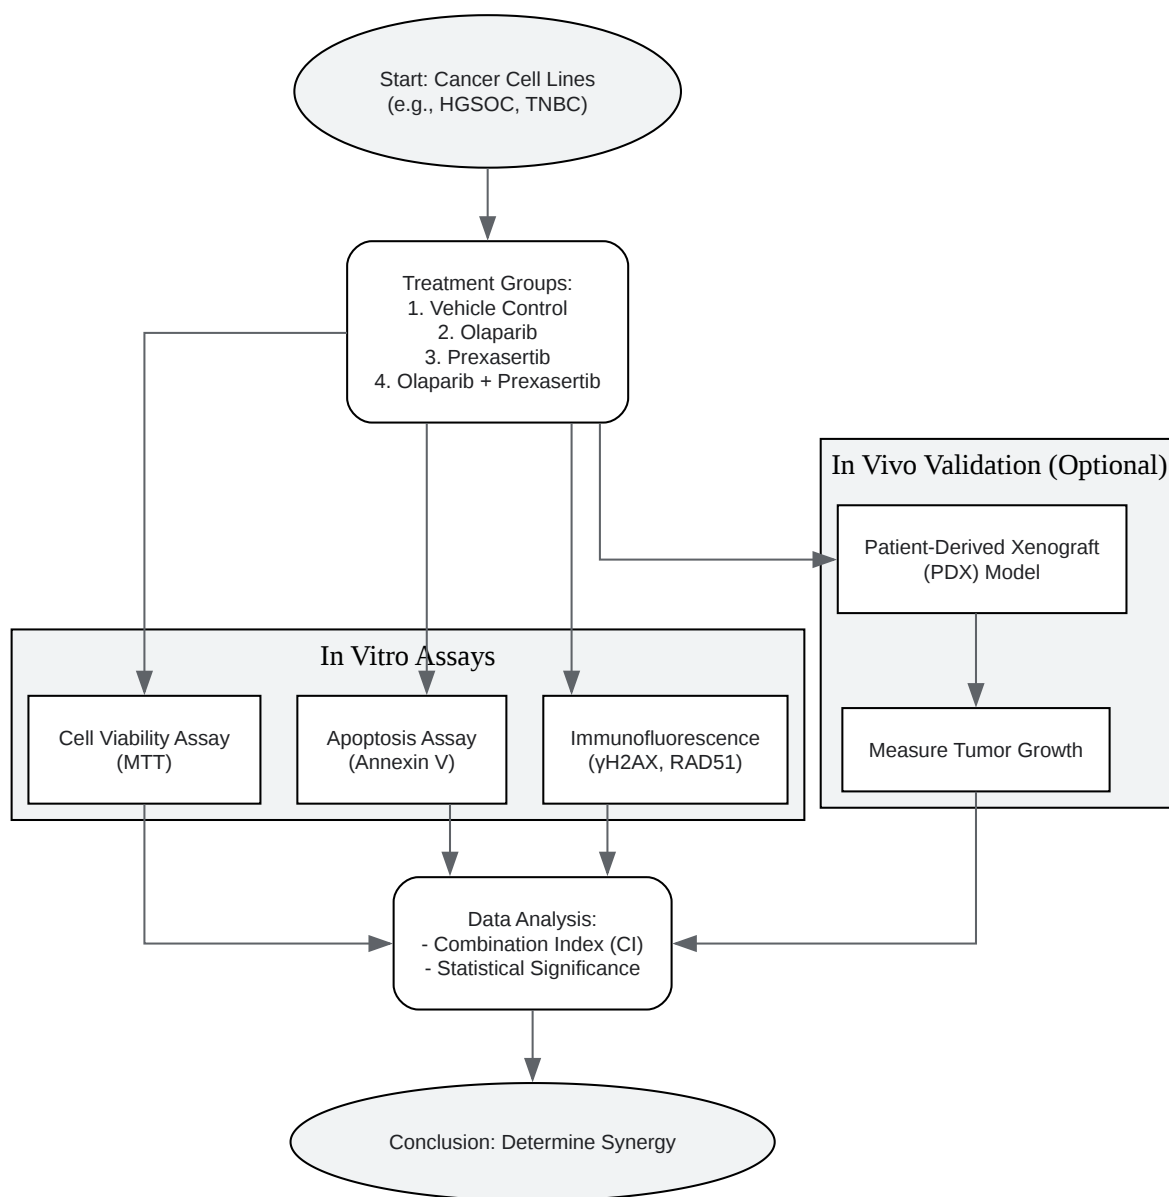 Start: Cancer Cell Lines
(e.g., HGSOC, TNBC)
Treatment Groups:
1. Vehicle Control
2. Olaparib
3. Prexasertib
4. Olaparib + Prexasertib
In Vivo Validation (Optional)
Patient-Derived Xenograft
(PDX) Model
In Vitro Assays
Cell Viability Assay
(MTT)
Apoptosis Assay
(Annexin V)
Immunofluorescence
(γH2AX, RAD51)
Measure Tumor Growth
Data Analysis:
- Combination Index (CI)
- Statistical Significance
Conclusion: Determine Synergy